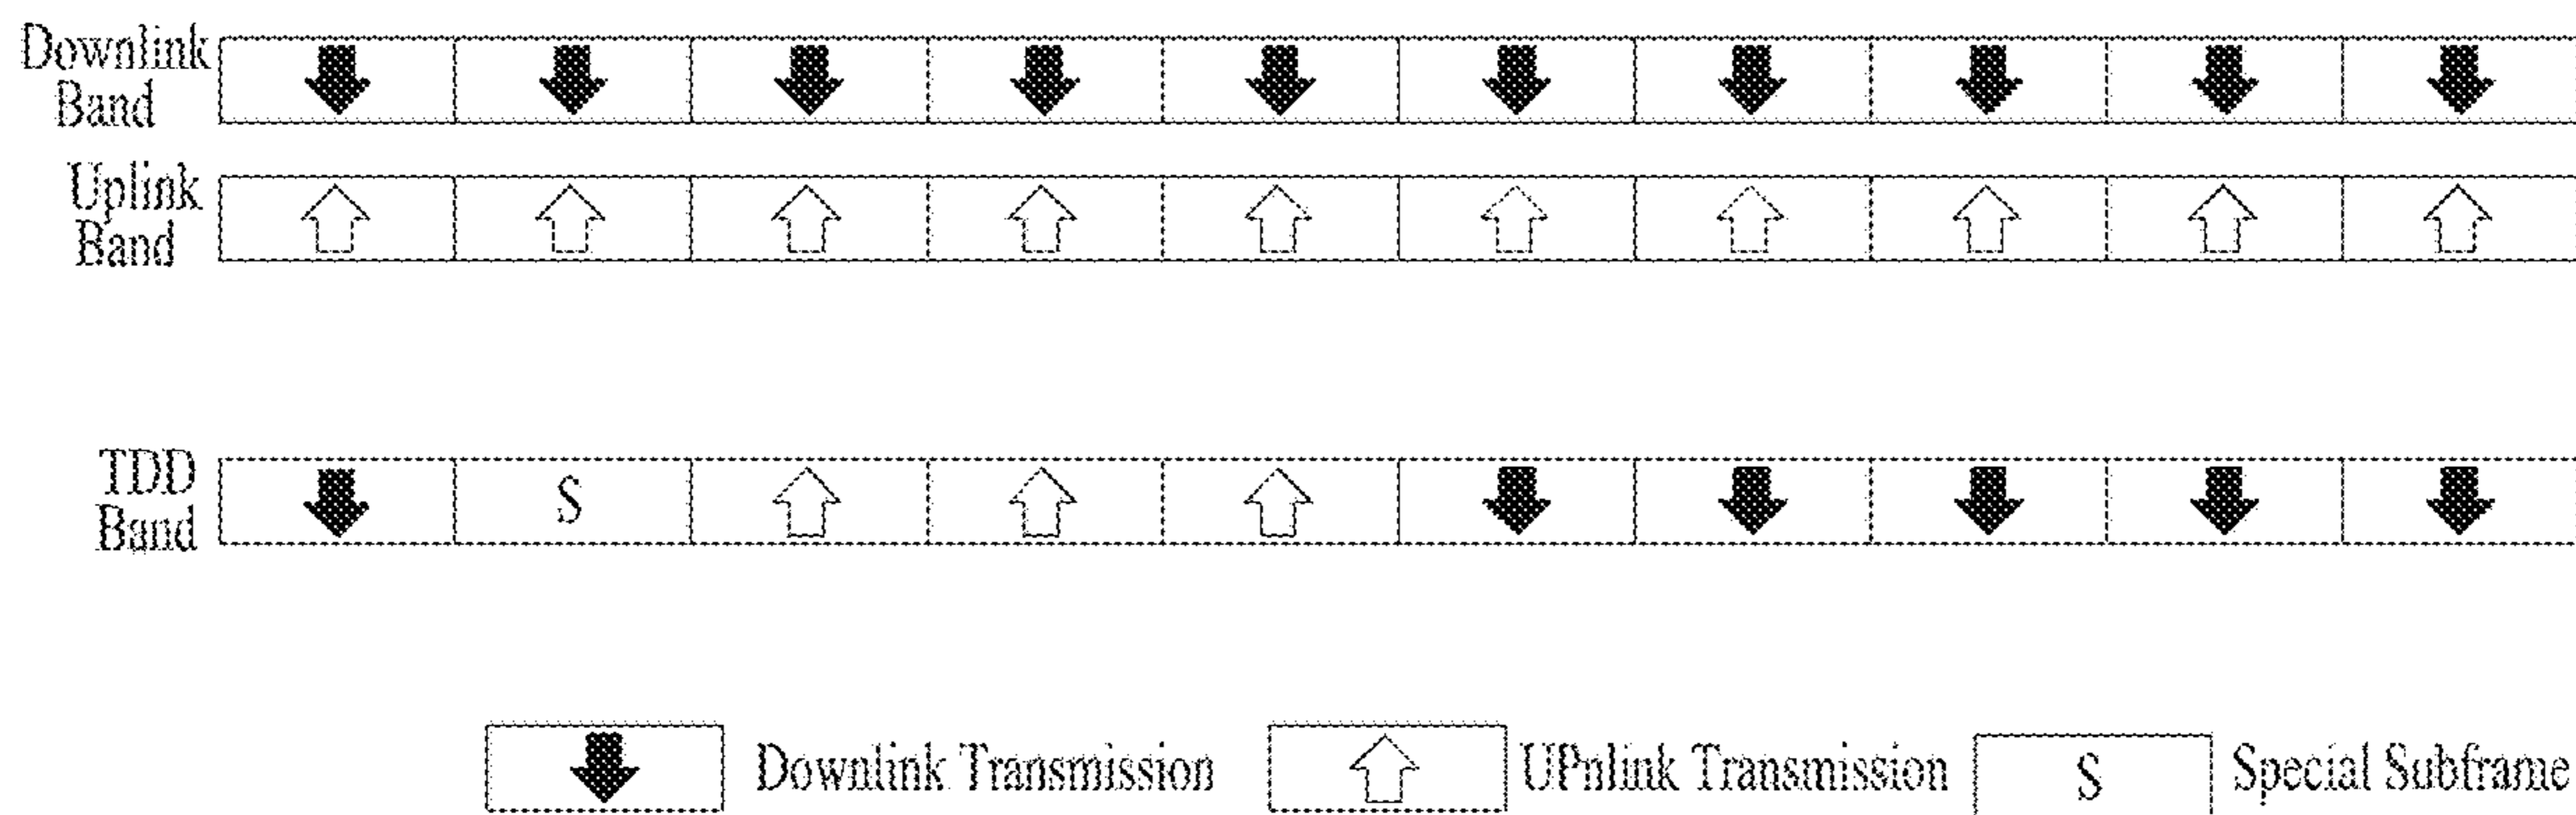 Downlink
Band
Uplink
Band
TDD
Band
S
Downlink Transmission
UPnlink Transmission
S
Special Subframe